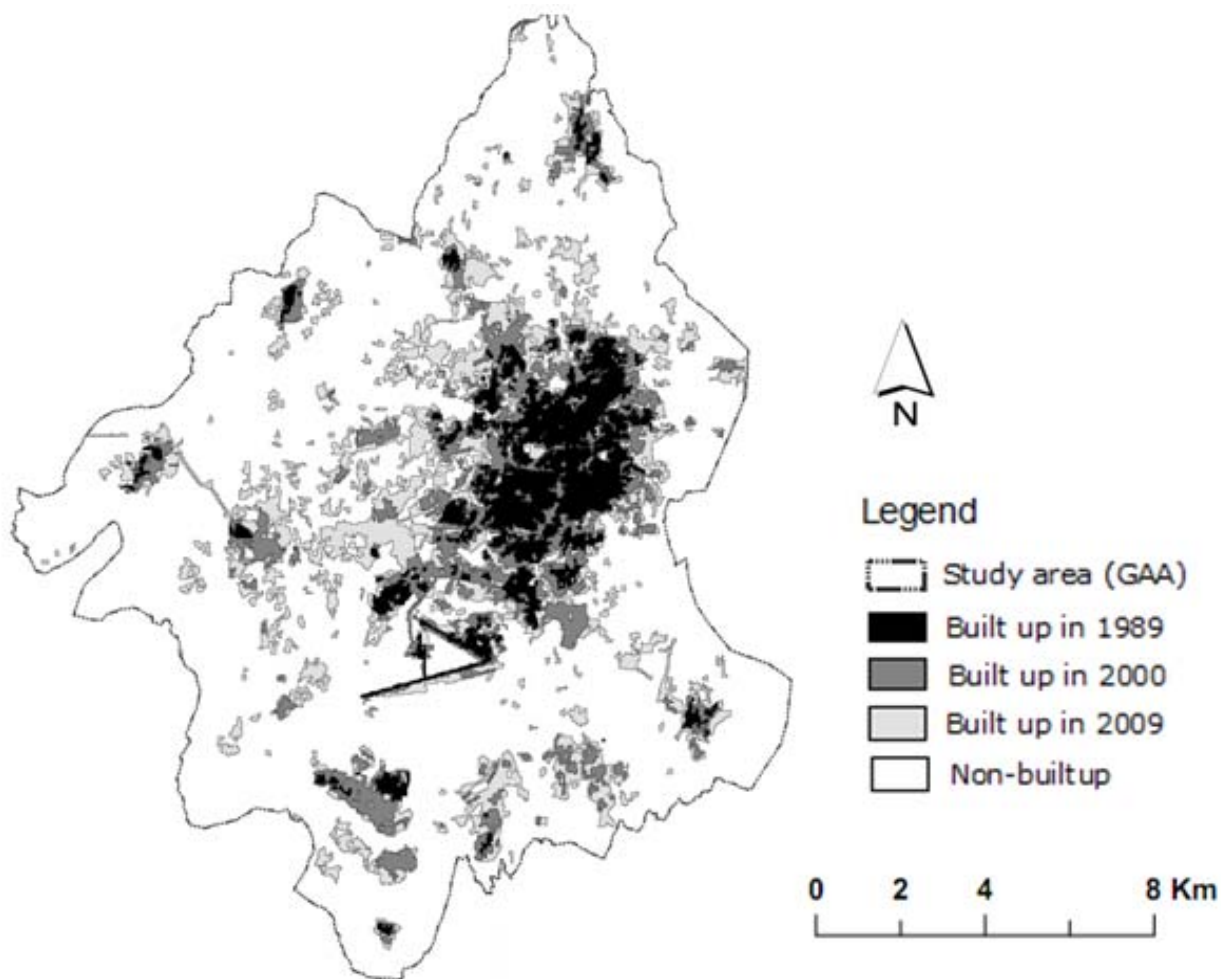 N
Legend
Study area (GAA)
Built up in 1989
Built up in 2000
Built up in 2009
Non-builtup
0 2 4 8 Km